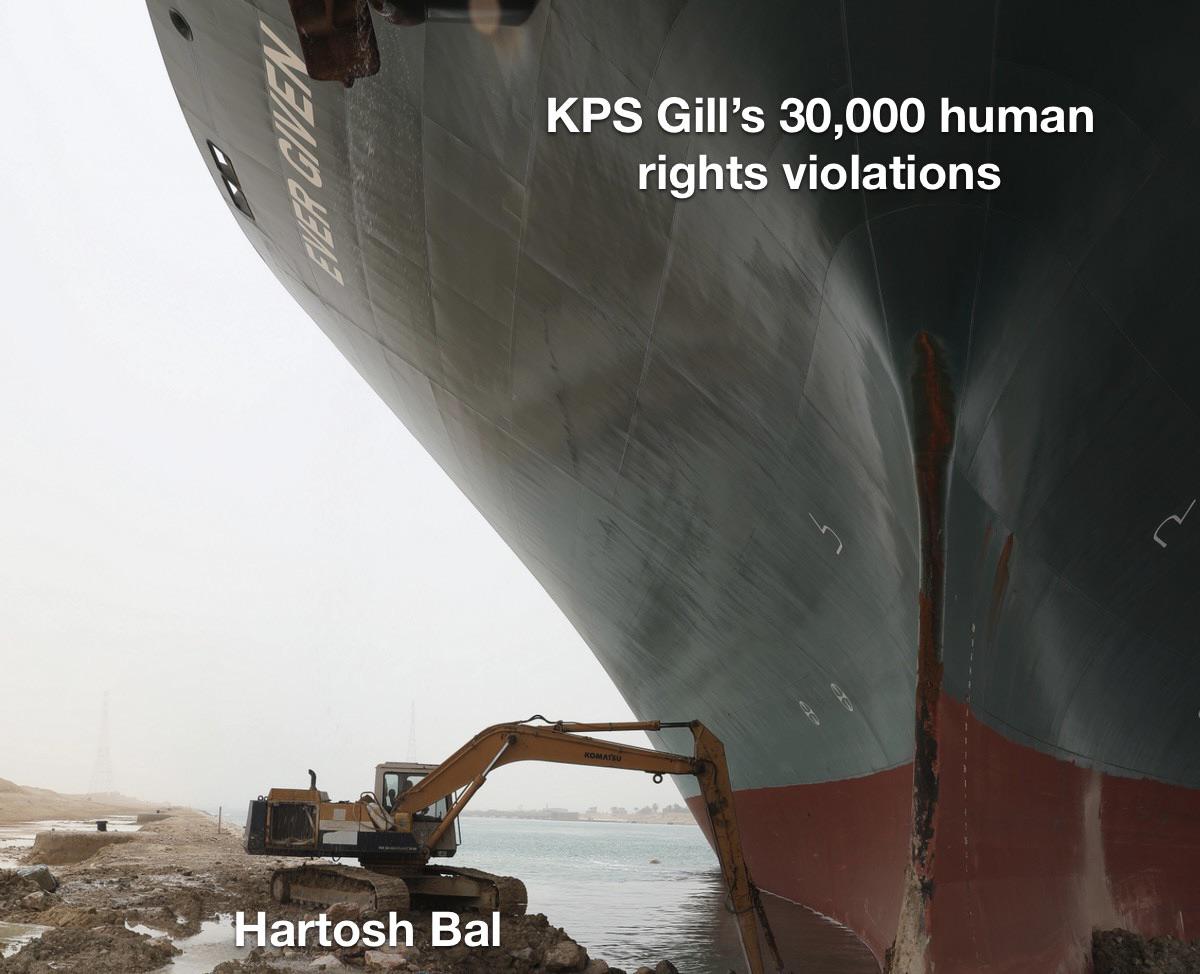 EVER GIVEN
KPS Gill’s 30,000 human
rights violations
KOMATSU
Hartosh Bal